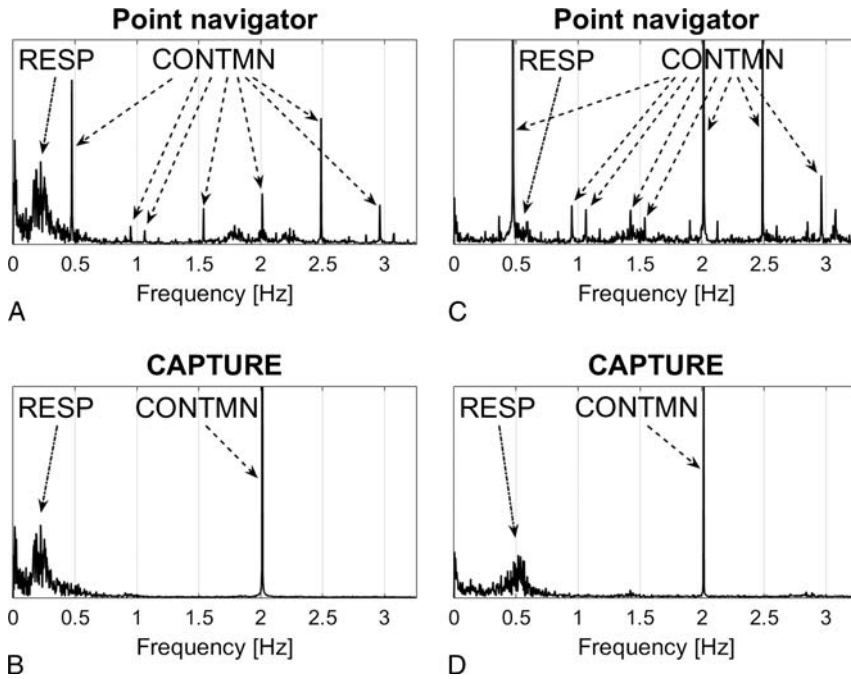 Point navigator
RESP CONTMN
0 0.5 1 1.5 2 2.5 3
Frequency [Hz]
A
Point navigator
CONTMN
RESP
0 0.5 1 1.5 2 2.5 3
Frequency [Hz]
C
CAPTURE
RESP CONTMN
0 0.5 1 1.5 2 2.5 3
Frequency [Hz]
B
CAPTURE
RESP CONTMN
0 0.5 1 1.5 2 2.5 3
Frequency [Hz]
D